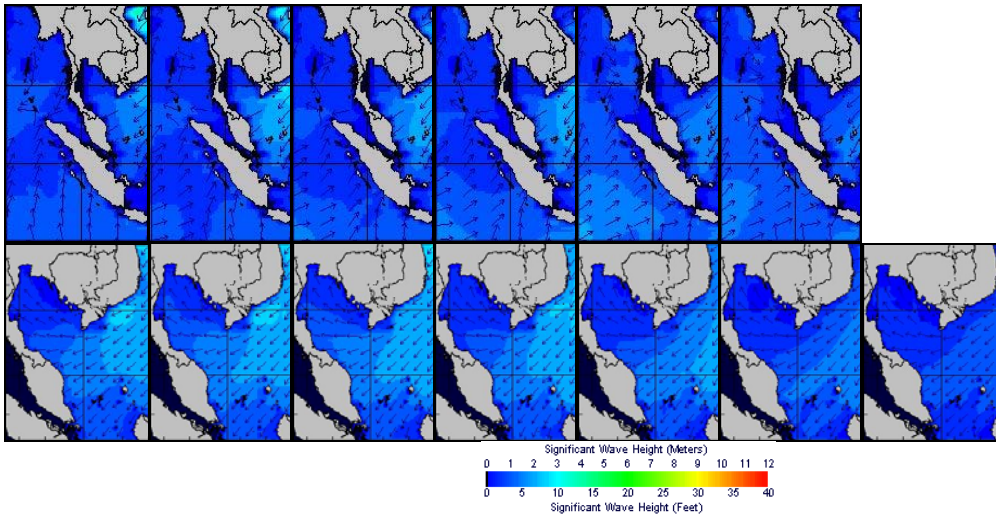 Significant Wave Height (Meters)
0 1 2 3 4 5 6 7 8 9 10 11 12
0 5 10 15 20 25 30 35 40
Significant Wave Height (Feet)